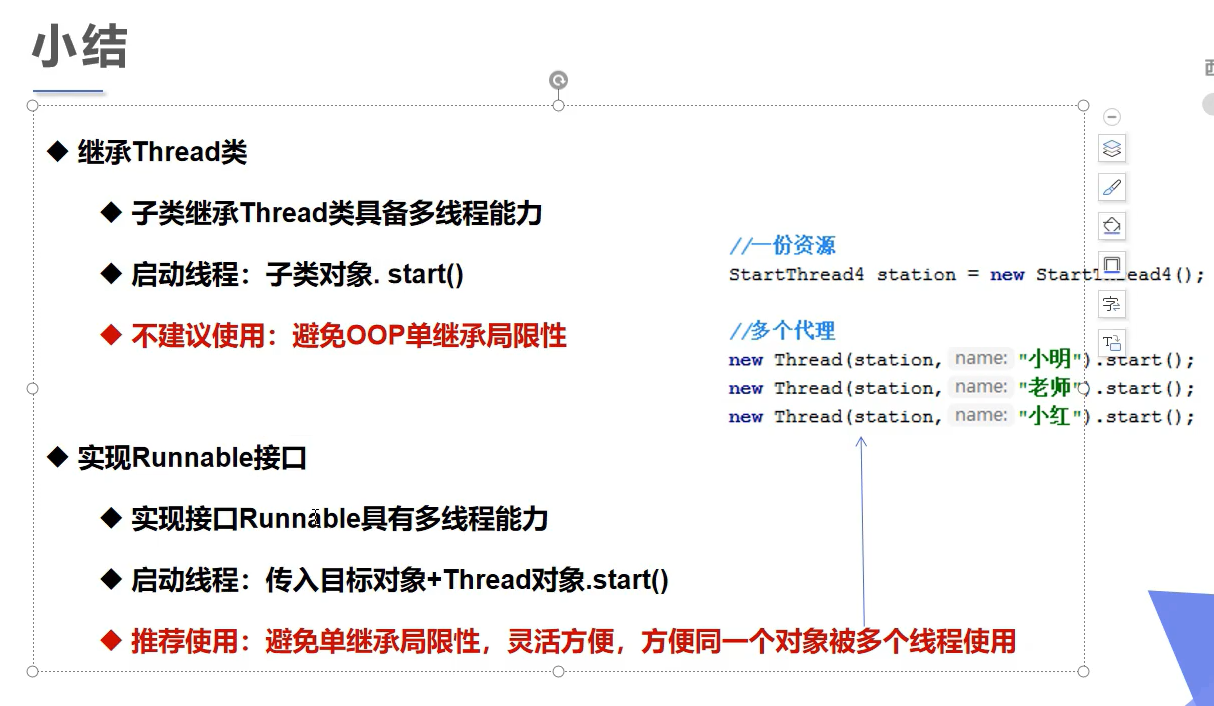 小结
◆ 继承Thread类
◆ 子类继承Thread类具备多线程能力
◆ 启动线程：子类对象. start()
◆ 不建议使用：避免OOP单继承局限性
◆ 实现Runnable接口
◆ 实现接口Runnable具有多线程能力
◆ 启动线程：传入目标对象+Thread对象.start()
◆ 推荐使用：避免单继承局限性，灵活方便，方便同一个对象被多个线程使用
//一份资源
StartThread4 station = new StartThread4();
//多个代理
new Thread(station, name: "小明").start();
new Thread(station, name: "老师").start();
new Thread(station, name: "小红").start();